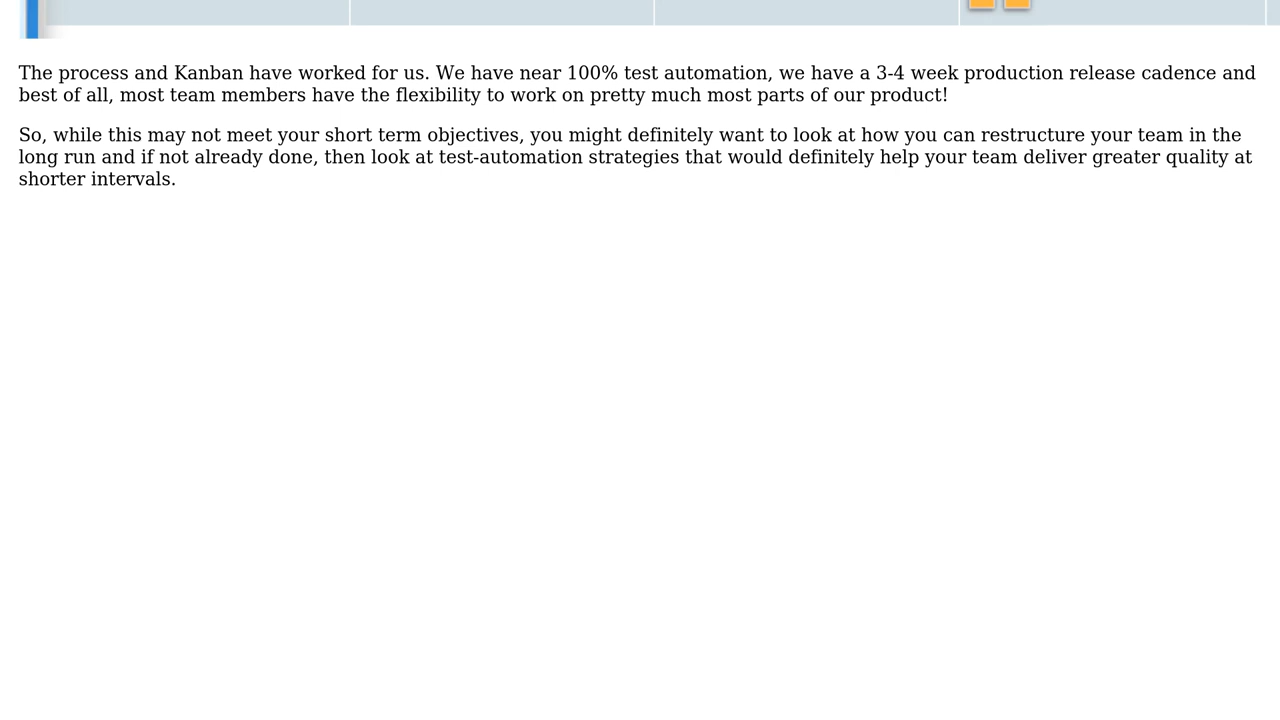 The process and Kanban have worked for us. We have near 100% test automation, we have a 3-4 week production release cadence and
best of all, most team members have the flexibility to work on pretty much most parts of our product!
So, while this may not meet your short term objectives, you might definitely want to look at how you can restructure your team in the
long run and if not already done, then look at test-automation strategies that would definitely help your team deliver greater quality at
shorter intervals.